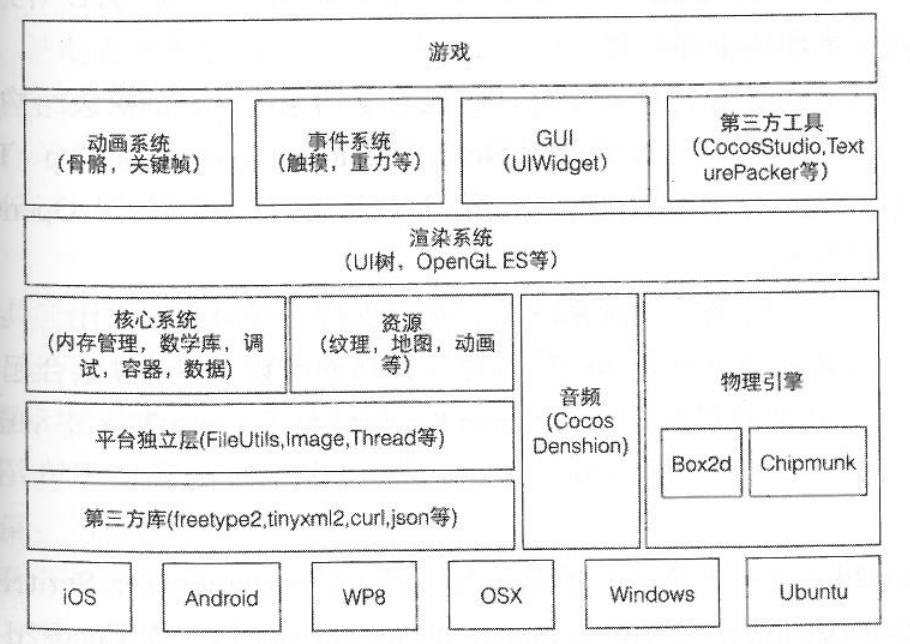 游戏
动画系统
(骨骼，关键帧)
事件系统
(触摸，重力等)
GUI
(UIWidget)
第三方工具
(CocosStudio,Text
urePacker等)
渲染系统
(UI树，OpenGL ES等)
核心系统
(内存管理，数学库，调
试，容器，数据)
资源
(纹理，地图，动画
等)
音频
(Cocos
Denshion)
物理引擎
Box2d
Chipmunk
平台独立层(FileUtils,Image,Thread等)
第三方库(freetype2,tinyxml2,curl,json等)
iOS
Android
WP8
OSX
Windows
Ubuntu